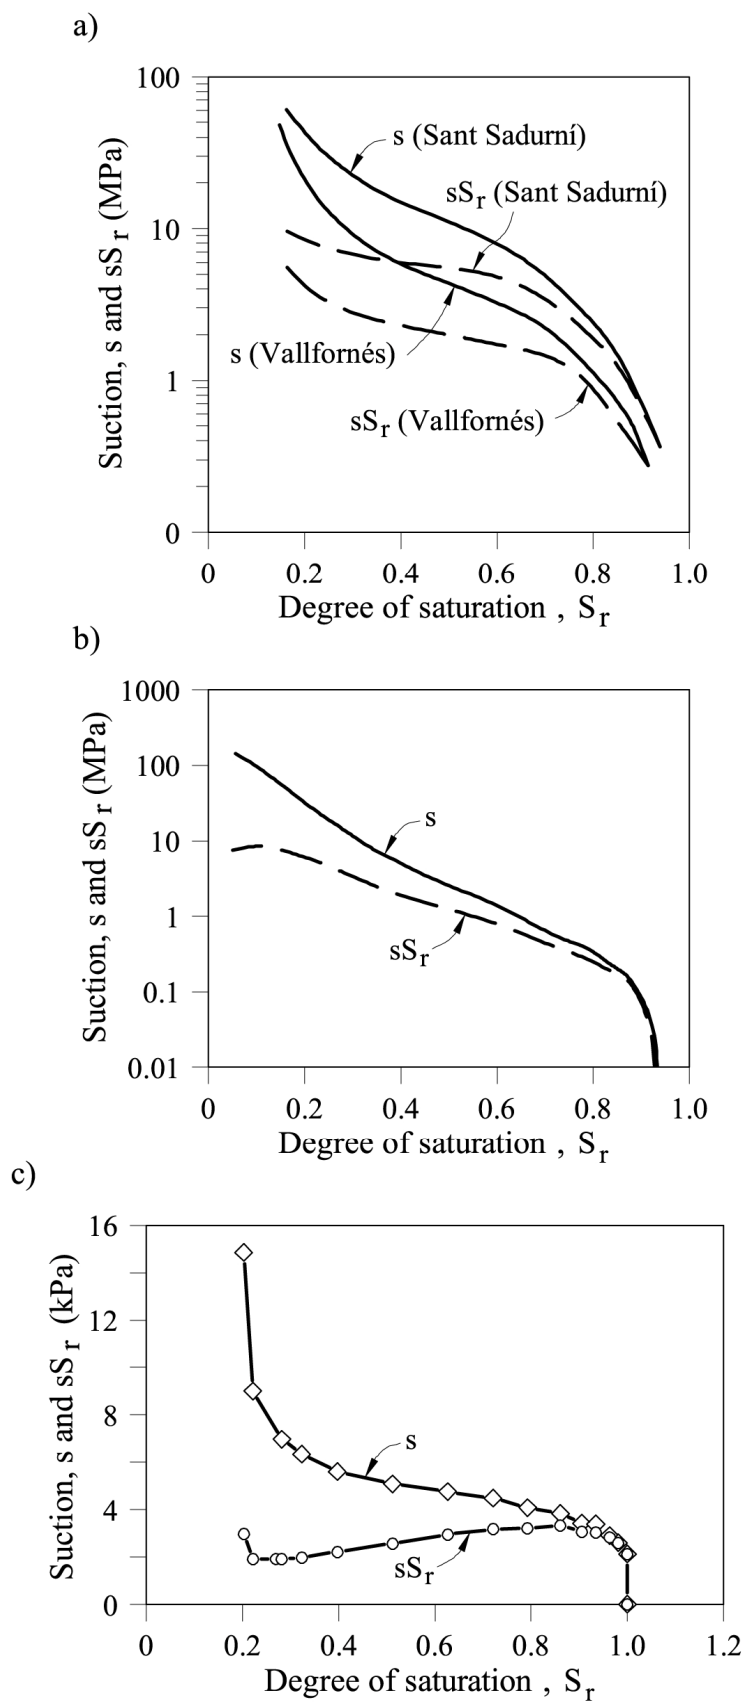 a)
100
10
1
0
Suction, s and sSr (MPa)
s (Sant Sadurní)
sSr (Sant Sadurní)
s (Vallfornés)
sSr (Vallfornés)
0 0.2 0.4 0.6 0.8 1.0
Degree of saturation , Sr
b)
1000
100
10
1
0.1
0.01
Suction, s and sSr (MPa)
s
sSr
0 0.2 0.4 0.6 0.8 1.0
Degree of saturation , Sr
c)
16
12
8
4
0
Suction, s and sSr (kPa)
s
sSr
0 0.2 0.4 0.6 0.8 1.0 1.2
Degree of saturation , Sr